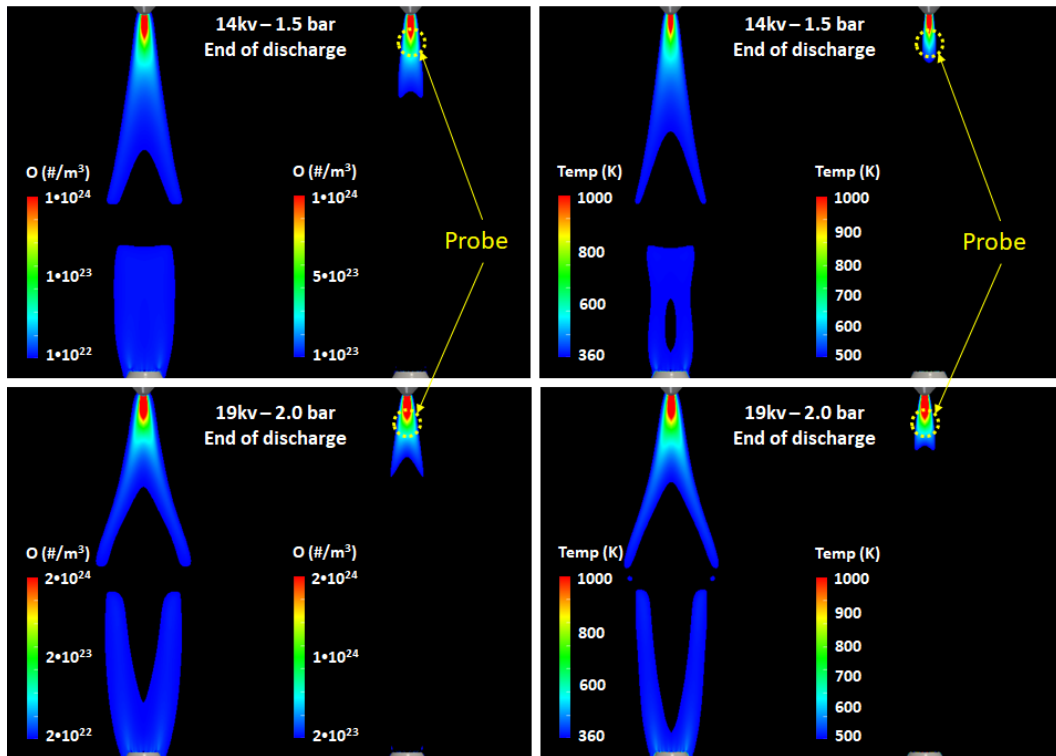 14kv – 1.5 bar
End of discharge
O (#/m³)
1•10²⁴
1•10²³
1•10²²
O (#/m³)
1•10²⁴
5•10²³
1•10²³
14kv – 1.5 bar
End of discharge
Temp (K)
1000
800
600
360
Temp (K)
1000
900
800
700
600
500
Probe
Probe
19kv – 2.0 bar
End of discharge
O (#/m³)
2•10²⁴
2•10²³
2•10²²
O (#/m³)
2•10²⁴
1•10²⁴
2•10²³
19kv – 2.0 bar
End of discharge
Temp (K)
1000
800
600
360
Temp (K)
1000
900
800
700
600
500